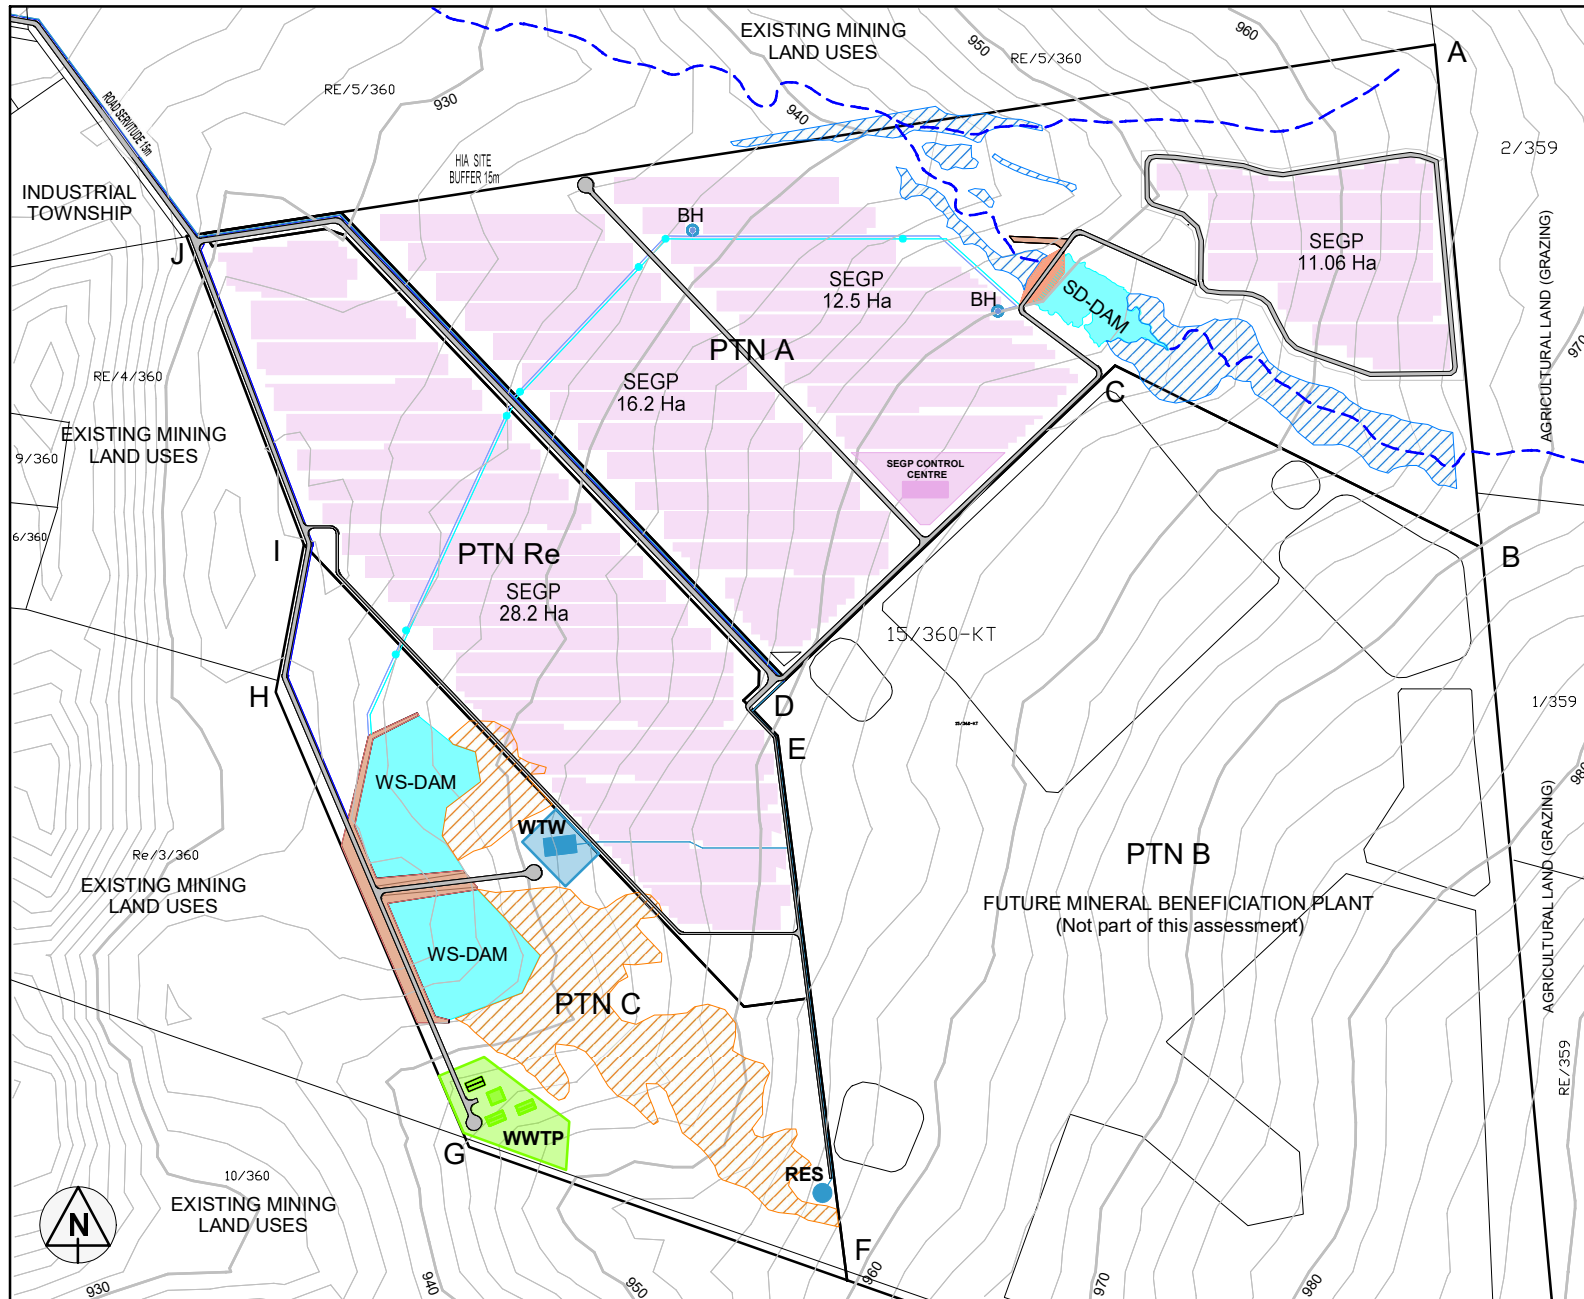 EXISTING MINING
LAND USES
960
950
RE/5/360
A
RE/5/360
930
940
ROAD SERVITUDE 15m
2/359
HIA SITE
BUFFER 15m
INDUSTRIAL
TOWNSHIP
BH
J
SEGP
11.06 Ha
SEGP
12.5 Ha
BH
SD-DAM
AGRICULTURAL LAND (GRAZING)
970
PTN A
RE/4/360
SEGP
16.2 Ha
C
EXISTING MINING
LAND USES
9/360
SEGP CONTROL
CENTRE
6/360
I
PTN Re
B
SEGP
28.2 Ha
15/360-KT
H
D
1/359
15/360-KT
E
WS-DAM
980
WTW
PTN B
Re/3/360
EXISTING MINING
LAND USES
FUTURE MINERAL BENEFICIATION PLANT
(Not part of this assessment)
AGRICULTURAL LAND (GRAZING)
WS-DAM
PTN C
RE/359
WWTP
G
10/360
RES
EXISTING MINING
LAND USES
N
F
930
940
950
960
970
980